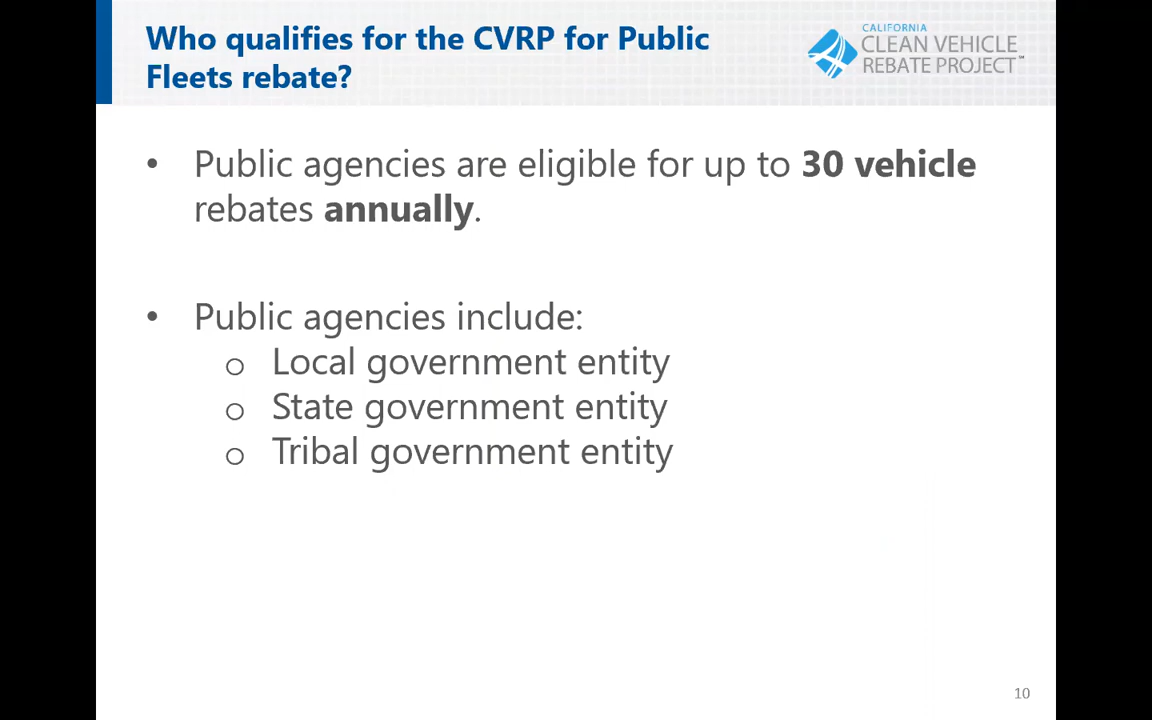 Who qualifies for the CVRP for Public
Fleets rebate?
CALIFORNIA
CLEAN VEHICLE
REBATE PROJECT™
• Public agencies are eligible for up to 30 vehicle
rebates annually.
• Public agencies include:
o Local government entity
o State government entity
o Tribal government entity
10